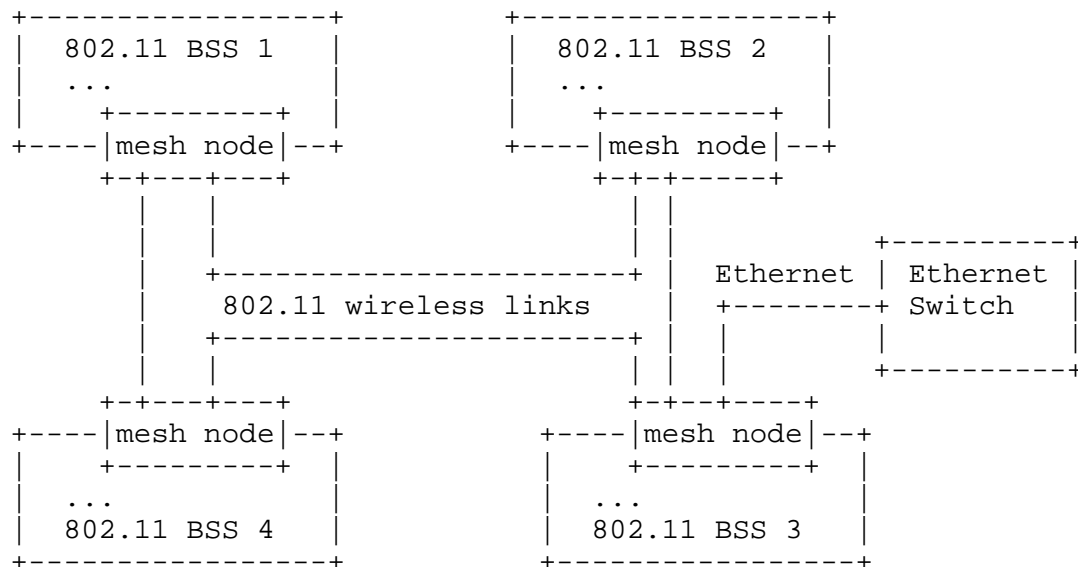 802.11 BSS 1 802.11 BSS 2
... ...
mesh node mesh node
Ethernet Ethernet
802.11 wireless links Switch
mesh node mesh node
... ...
802.11 BSS 4 802.11 BSS 3